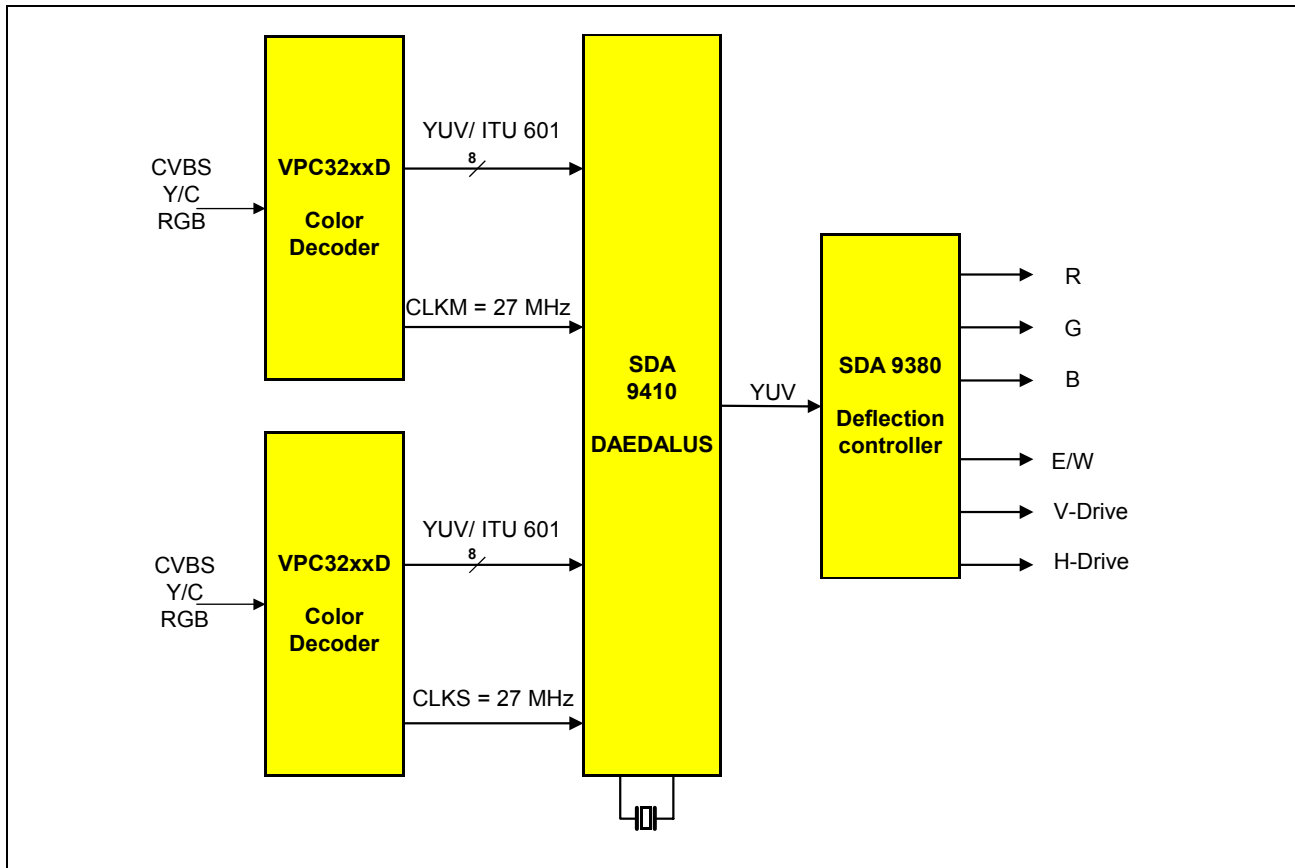 CVBS
Y/C
RGB
VPC32xxD
Color
Decoder
YUV/ ITU 601
8
CLKM = 27 MHz
CVBS
Y/C
RGB
VPC32xxD
Color
Decoder
YUV/ ITU 601
8
CLKS = 27 MHz
SDA
9410
DAEDALUS
YUV
SDA 9380
Deflection
controller
R
G
B
E/W
V-Drive
H-Drive